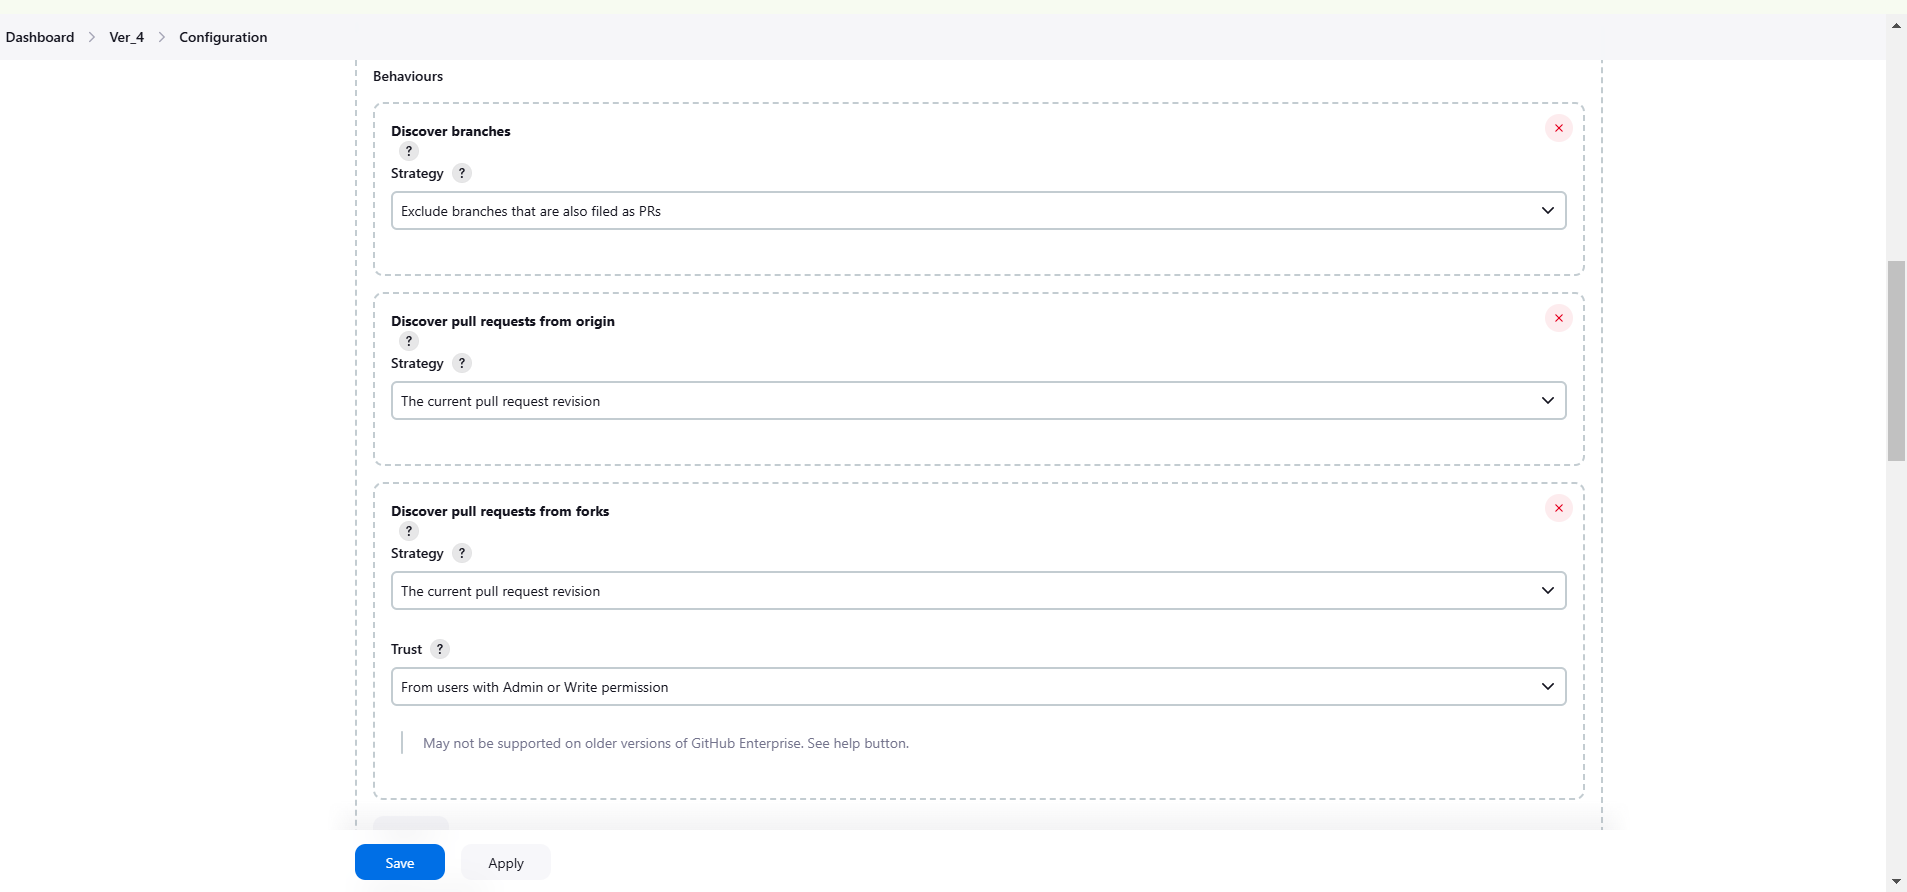 Dashboard > Ver_4 > Configuration
Behaviours
Discover branches
?
Strategy ?
Exclude branches that are also filed as PRs
Discover pull requests from origin
?
Strategy ?
The current pull request revision
Discover pull requests from forks
?
Strategy ?
The current pull request revision
Trust ?
From users with Admin or Write permission
May not be supported on older versions of GitHub Enterprise. See help button.
Save Apply